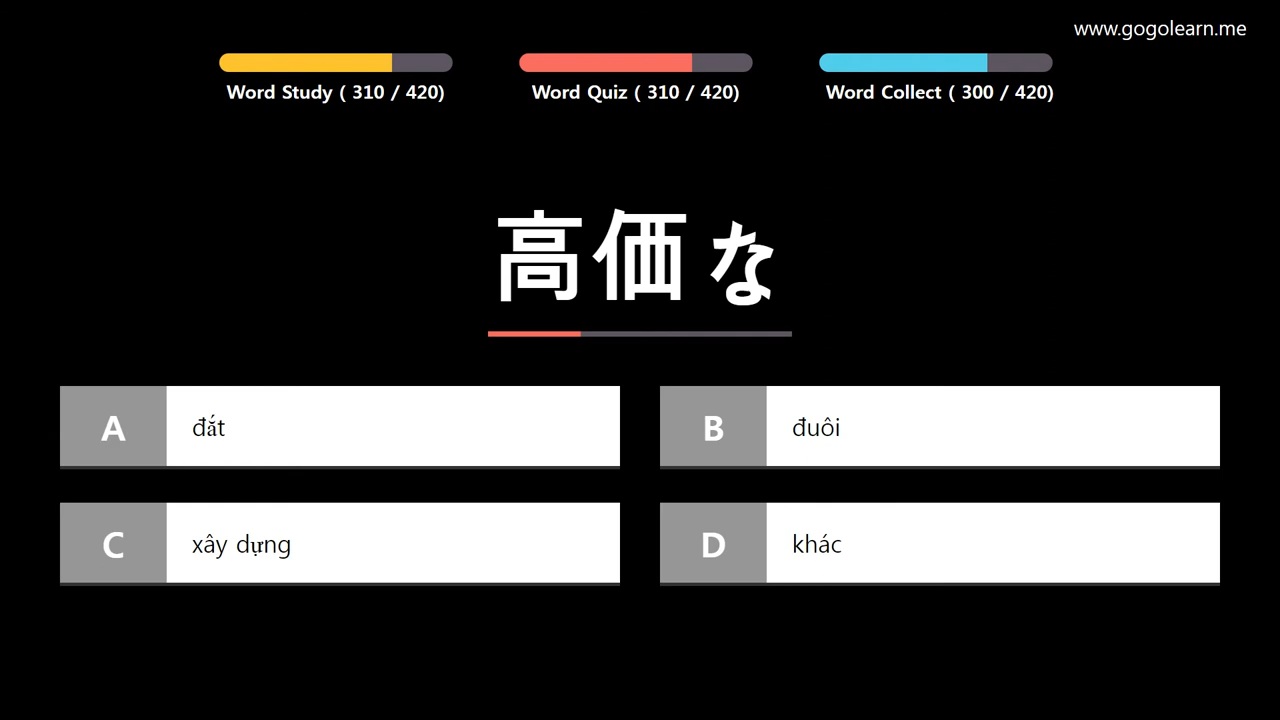 www.gogolearn.me
Word Study ( 310 / 420)
Word Quiz ( 310 / 420)
Word Collect ( 300 / 420)
高価な
A
đắt
B
đuôi
C
xây dựng
D
khác